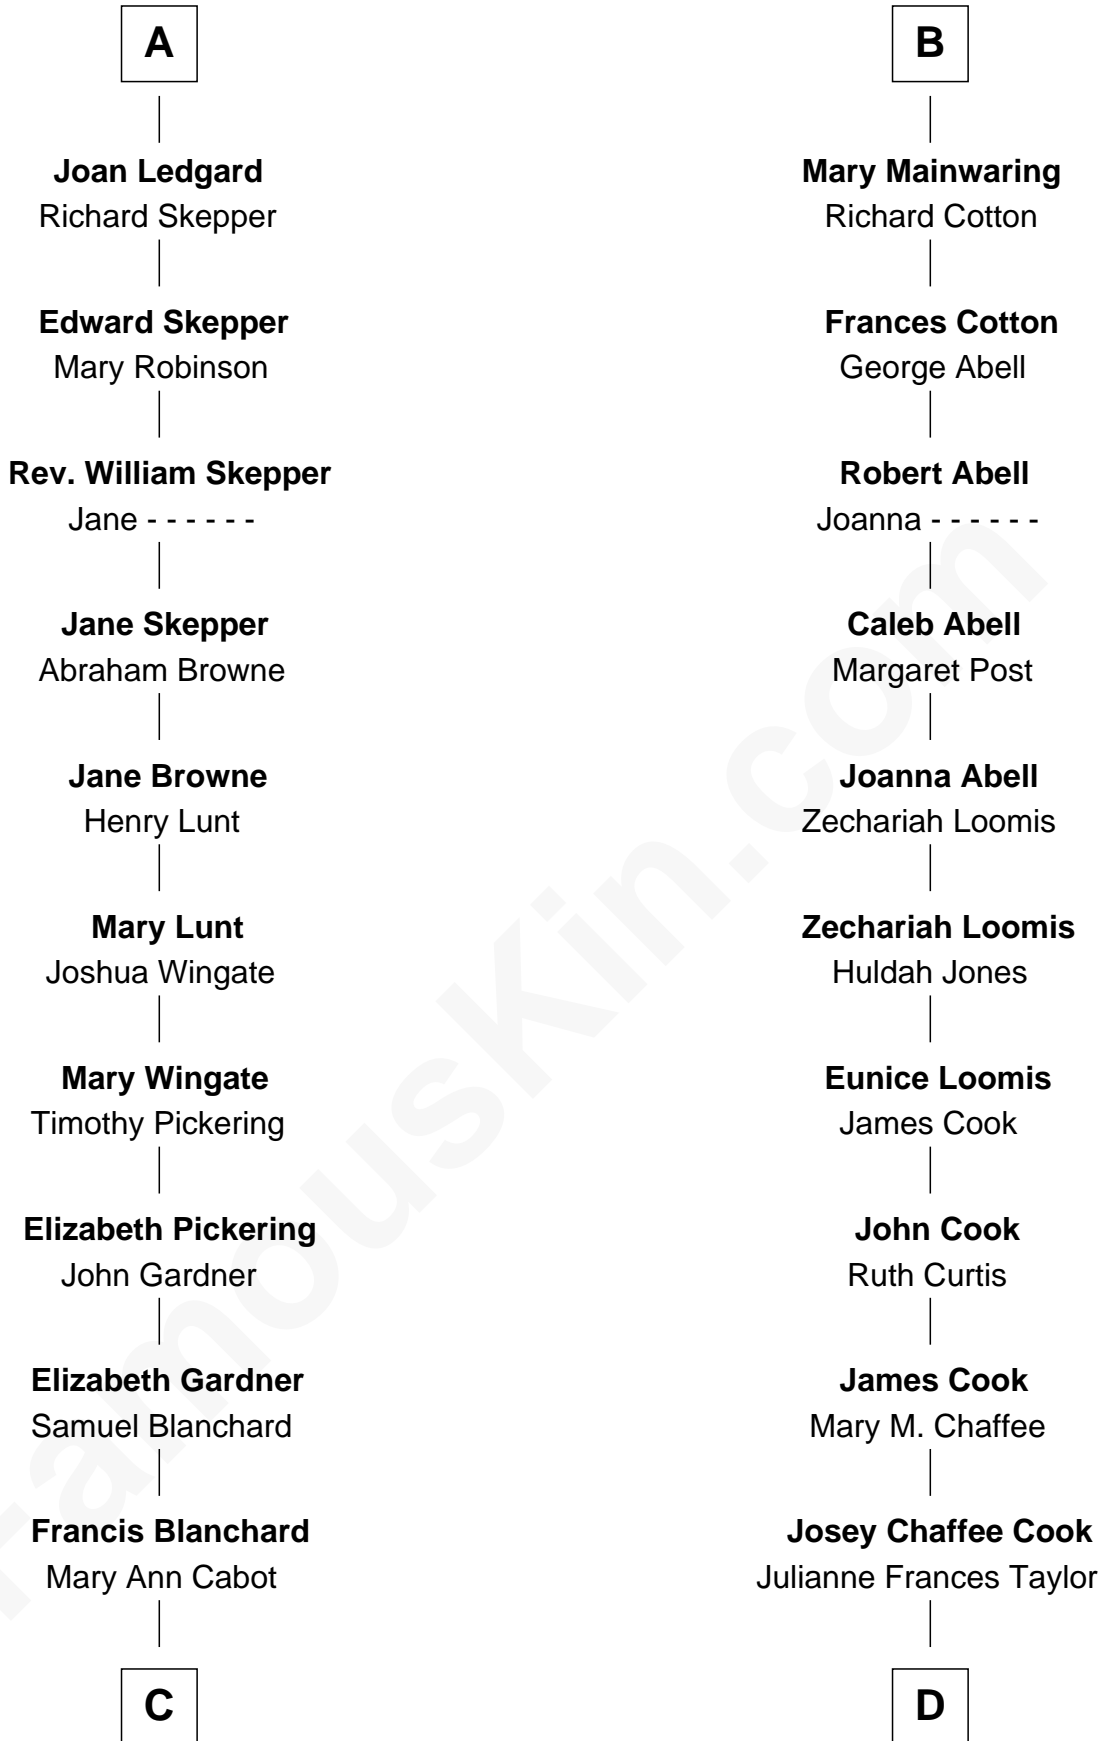 A
Joan Ledgard
Richard Skepper
Edward Skepper
Mary Robinson
Rev. William Skepper
Jane - - - - - -
Jane Skepper
Abraham Browne
Jane Browne
Henry Lunt
Mary Lunt
Joshua Wingate
Mary Wingate
Timothy Pickering
Elizabeth Pickering
John Gardner
Elizabeth Gardner
Samuel Blanchard
Francis Blanchard
Mary Ann Cabot
C
B
Mary Mainwaring
Richard Cotton
Frances Cotton
George Abell
Robert Abell
Joanna - - - - - -
Caleb Abell
Margaret Post
Joanna Abell
Zechariah Loomis
Zechariah Loomis
Huldah Jones
Eunice Loomis
James Cook
John Cook
Ruth Curtis
James Cook
Mary M. Chaffee
Josey Chaffee Cook
Julianne Frances Taylor
D
FamousKin.com